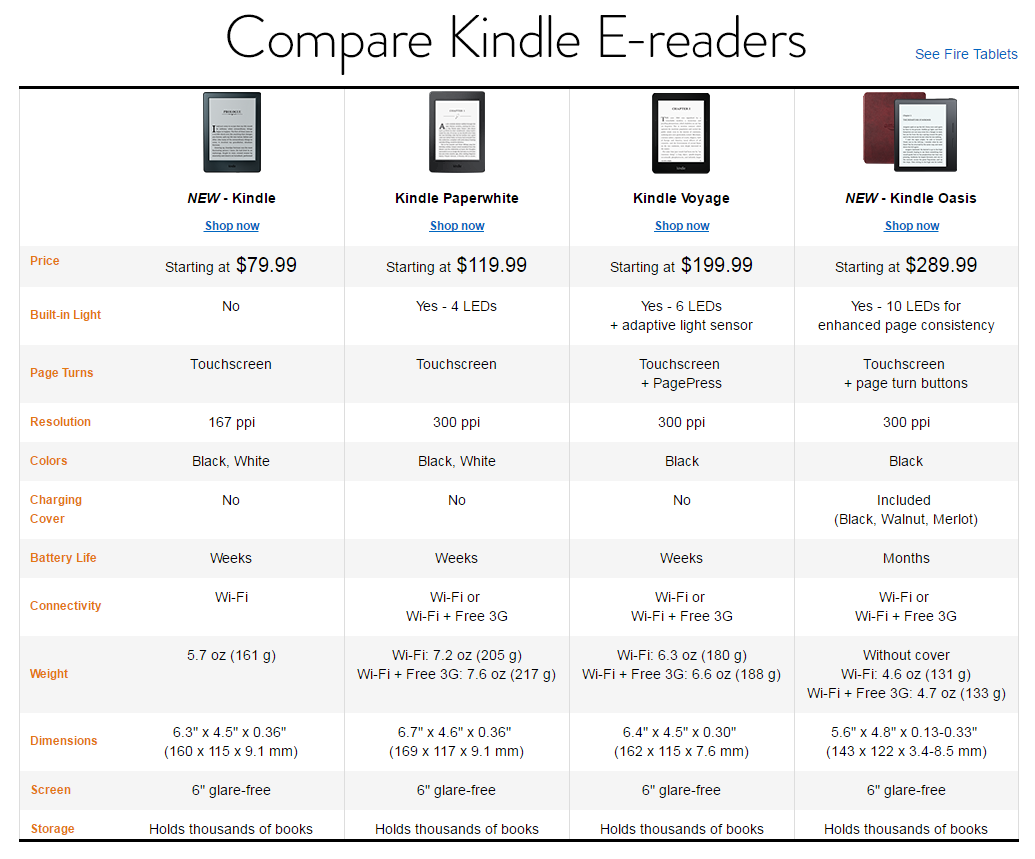 Compare Kindle E-readers
See Fire Tablets
NEW - Kindle
Kindle Paperwhite
Kindle Voyage
NEW - Kindle Oasis
Shop now
Shop now
Shop now
Shop now
Price
Starting at $79.99
Starting at $119.99
Starting at $199.99
Starting at $289.99
Built-in Light
No
Yes - 4 LEDs
Yes - 6 LEDs
+ adaptive light sensor
Yes - 10 LEDs for
enhanced page consistency
Page Turns
Touchscreen
Touchscreen
Touchscreen
+ PagePress
Touchscreen
+ page turn buttons
Resolution
167 ppi
300 ppi
300 ppi
300 ppi
Colors
Black, White
Black, White
Black
Black
Charging
Cover
No
No
No
Included
(Black, Walnut, Merlot)
Battery Life
Weeks
Weeks
Weeks
Months
Connectivity
Wi-Fi
Wi-Fi or
Wi-Fi + Free 3G
Wi-Fi or
Wi-Fi + Free 3G
Wi-Fi or
Wi-Fi + Free 3G
Weight
5.7 oz (161 g)
Wi-Fi: 7.2 oz (205 g)
Wi-Fi + Free 3G: 7.6 oz (217 g)
Wi-Fi: 6.3 oz (180 g)
Wi-Fi + Free 3G: 6.6 oz (188 g)
Without cover
Wi-Fi: 4.6 oz (131 g)
Wi-Fi + Free 3G: 4.7 oz (133 g)
Dimensions
6.3" x 4.5" x 0.36"
(160 x 115 x 9.1 mm)
6.7" x 4.6" x 0.36"
(169 x 117 x 9.1 mm)
6.4" x 4.5" x 0.30"
(162 x 115 x 7.6 mm)
5.6" x 4.8" x 0.13-0.33"
(143 x 122 x 3.4-8.5 mm)
Screen
6" glare-free
6" glare-free
6" glare-free
6" glare-free
Storage
Holds thousands of books
Holds thousands of books
Holds thousands of books
Holds thousands of books